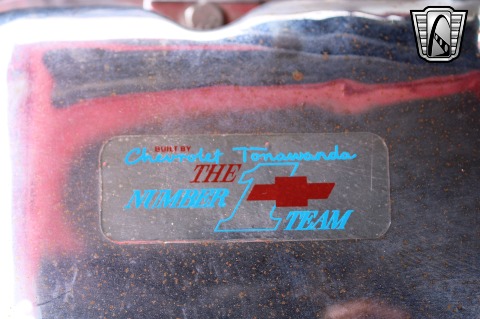 BUILT BY
Chevrolet Tonawanda
THE
NUMBER 1
TEAM